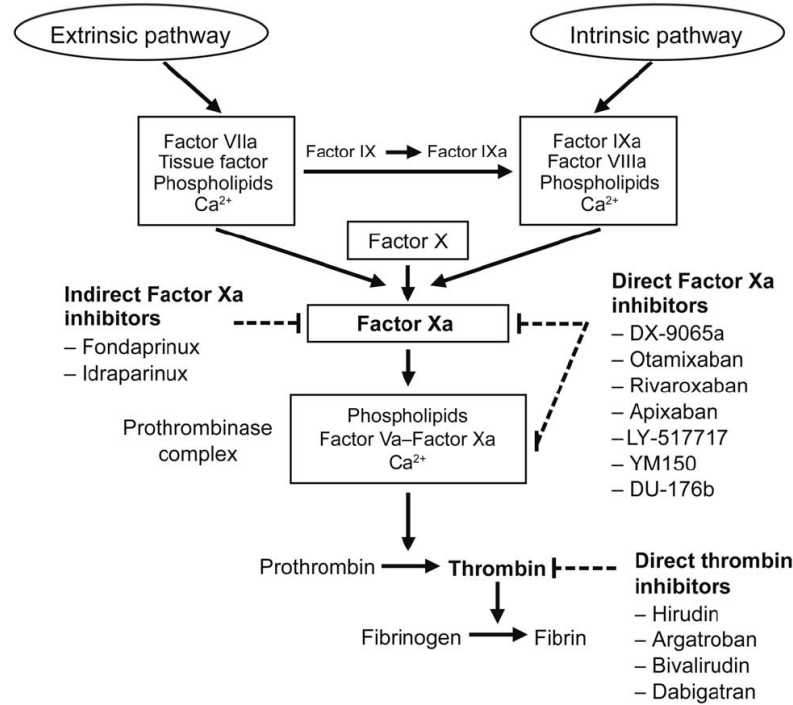 Extrinsic pathway
Intrinsic pathway
Factor VIIa
Tissue factor
Phospholipids
Ca²⁺
Factor IX
Factor IXa
Factor IXa
Factor VIIIa
Phospholipids
Ca²⁺
Factor X
Indirect Factor Xa
inhibitors
– Fondaprinux
– Idraparinux
Factor Xa
Direct Factor Xa
inhibitors
– DX-9065a
– Otamixaban
– Rivaroxaban
– Apixaban
–LY-517717
– YM150
– DU-176b
Prothrombinase
complex
Phospholipids
Factor Va–Factor Xa
Ca²⁺
Prothrombin
Thrombin
Direct thrombin
inhibitors
– Hirudin
– Argatroban
– Bivalirudin
– Dabigatran
Fibrinogen
Fibrin